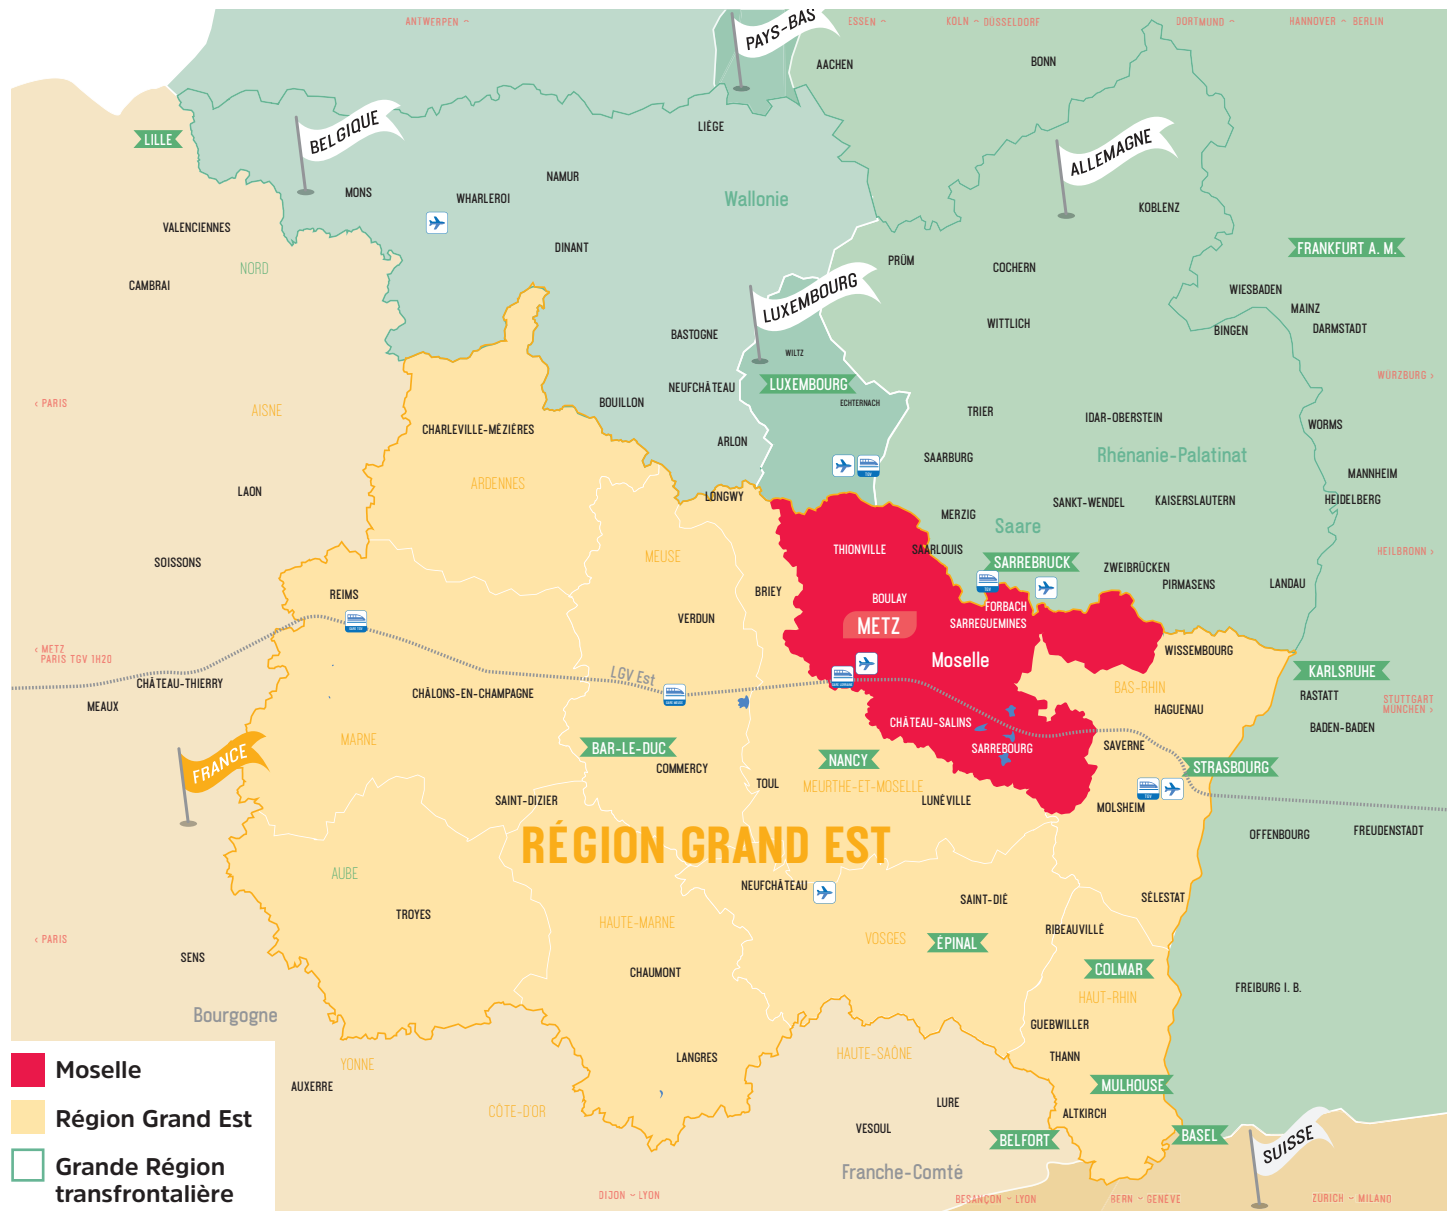 ANTWERPEN –
PAYS-BAS
ESSEN –
KÖLN – DÜSSELDORF
DORTMUND –
HANNOVER – BERLIN
AACHEN
BONN
LILLE
BELGIQUE
LIÈGE
ALLEMAGNE
MONS
WHARLEROI
NAMUR
Wallonie
KOBLENZ
VALENCIENNES
DINANT
FRANKFURT A. M.
NORD
CAMBRAI
PRÜM
COCHERN
WIESBADEN
LUXEMBOURG
MAINZ
WITTLICH
BINGEN
DARMSTADT
BASTOGNE
WILTZ
WÜRZBURG ›
NEUFCHÂTEAU
LUXEMBOURG
‹ PARIS
AISNE
BOUILLON
ECHTERNACH
TRIER
IDAR-OBERSTEIN
WORMS
CHARLEVILLE-MÉZIÈRES
ARLON
SAARBURG
Rhénanie-Palatinat
MANNHEIM
ARDENNES
LAON
LONGWY
SANKT-WENDEL
KAISERSLAUTERN
HEIDELBERG
MERZIG
Saare
THIONVILLE
SAARLOUIS
HEILBRONN ›
SOISSONS
MEUSE
SARREBRUCK
TGV
ZWEIBRÜCKEN
PIRMASENS
LANDAU
REIMS
BRIEY
BOULAY
FORBACH
SARREGUEMINES
VERDUN
METZ
‹ METZ
PARIS TGV 1H20
Moselle
WISSEMBOURG
LGV Est
KARLSRUHE
CHÂTEAU-THIERRY
CHÂLONS-EN-CHAMPAGNE
BAS-RHIN
RASTATT
STUTTGART
MÜNCHEN ›
MEAUX
HAGUENAU
CHÂTEAU-SALINS
BADEN-BADEN
MARNE
BAR-LE-DUC
SARREBOURG
SAVERNE
FRANCE
NANCY
COMMERCY
STRASBOURG
TOUL
MEURTHE-ET-MOSELLE
SAINT-DIZIER
LUNÉVILLE
MOLSHEIM
RÉGION GRAND EST
OFFENBOURG
FREUDENSTADT
AUBE
NEUFCHÂTEAU
SAINT-DIÉ
SÉLESTAT
TROYES
HAUTE-MARNE
RIBEAUVILLÉ
‹ PARIS
VOSGES
ÉPINAL
SENS
CHAUMONT
COLMAR
FREIBURG I. B.
HAUT-RHIN
Bourgogne
GUEBWILLER
LANGRES
HAUTE-SAÔNE
THANN
YONNE
AUXERRE
MULHOUSE
CÔTE-D'OR
LURE
ALTKIRCH
VESOUL
BELFORT
BASEL
SUISSE
Franche-Comté
DIJON – LYON
BESANÇON – LYON
BERN – GENÈVE
ZÜRICH – MILANO
Moselle
Région Grand Est
Grande Région
transfrontalière